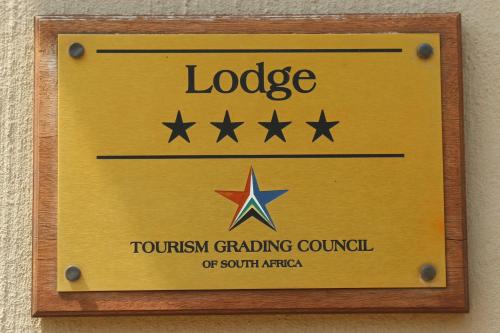 Lodge
★★★★
TOURISM GRADING COUNCIL
OF SOUTH AFRICA